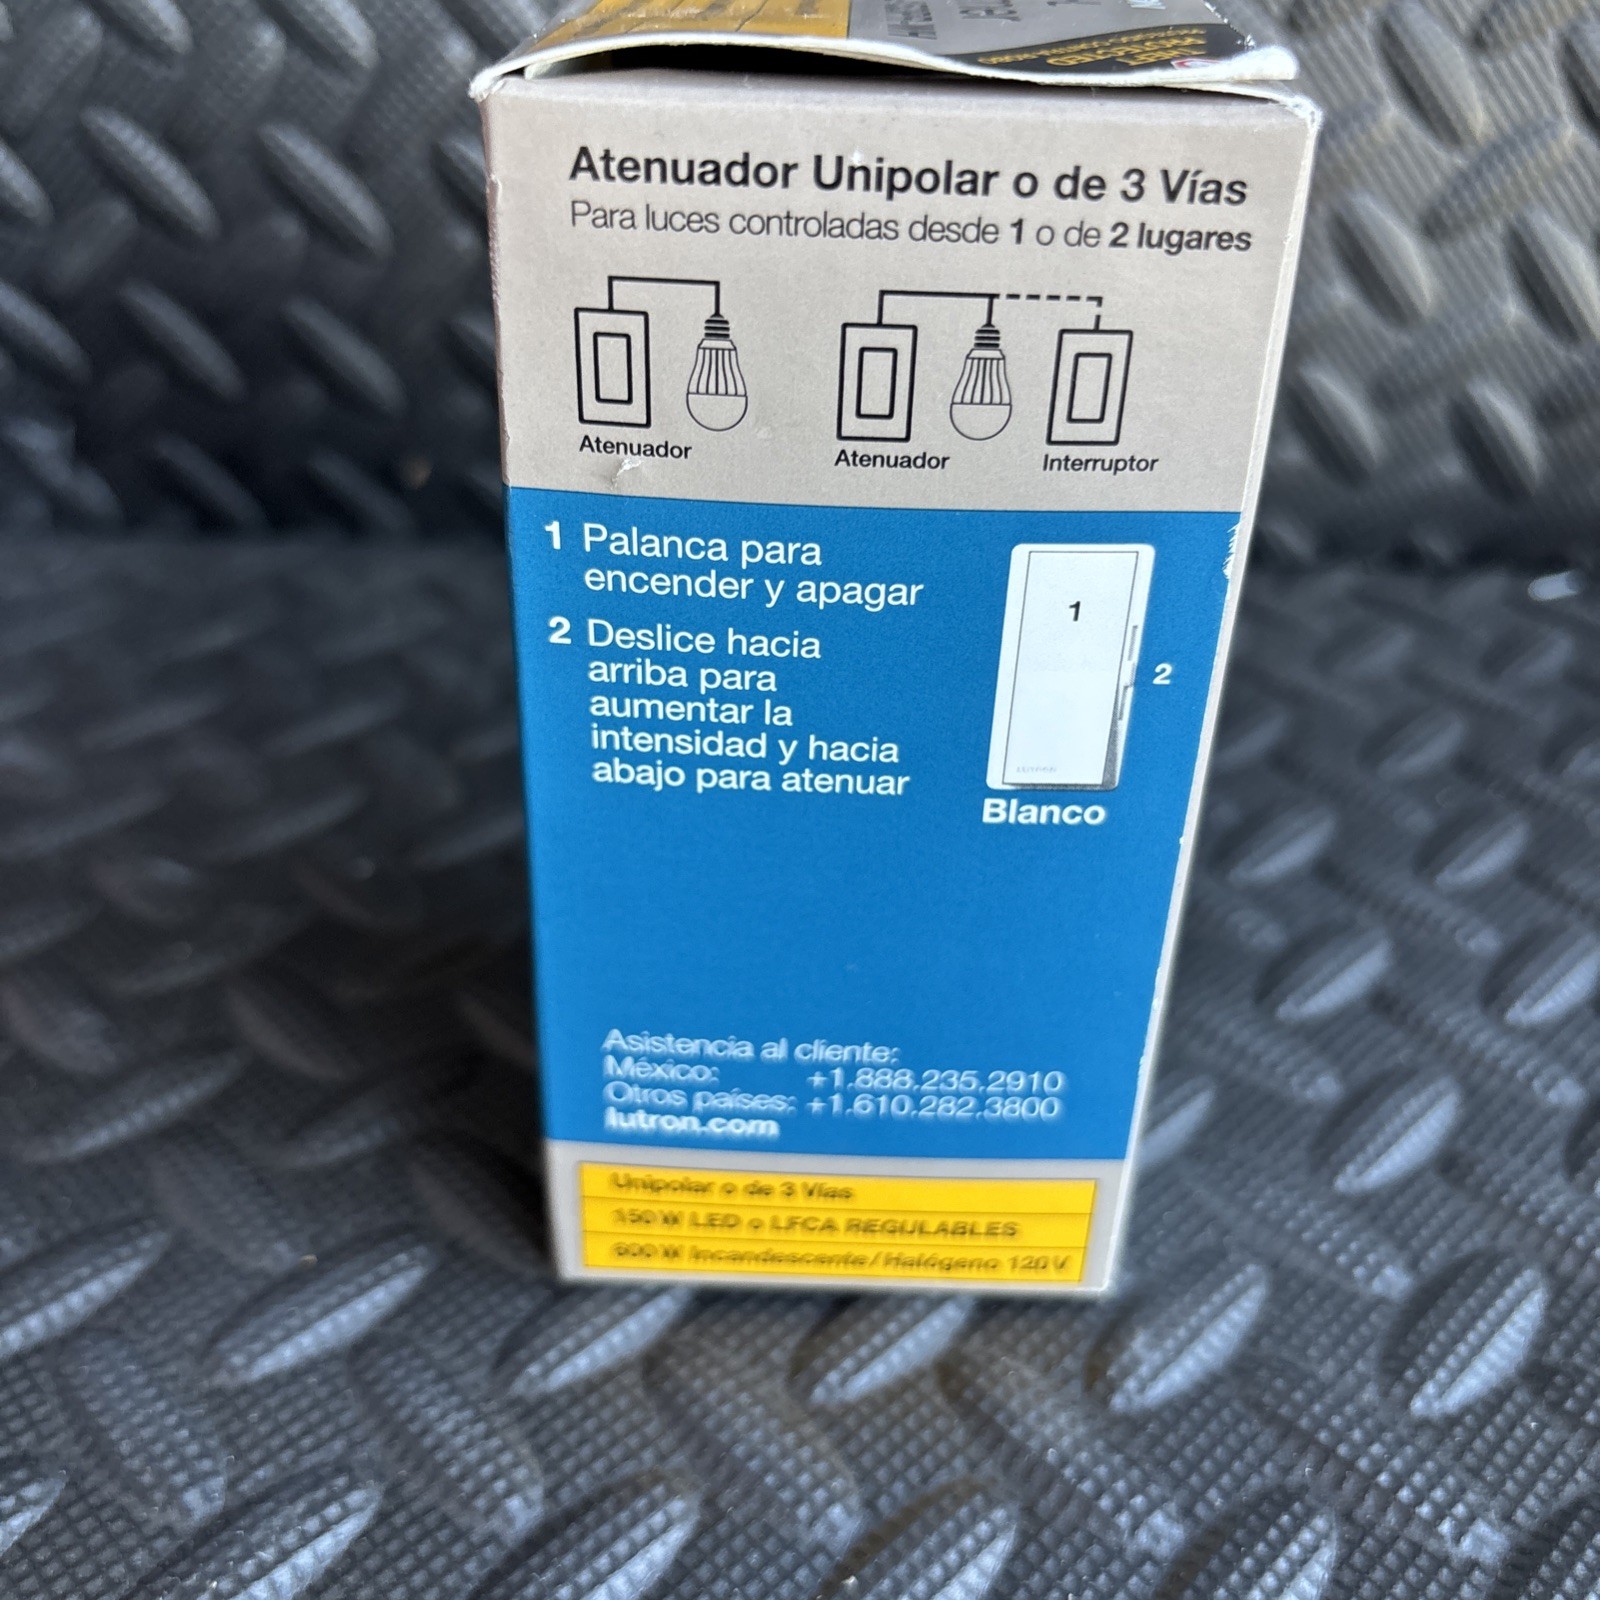 Atenuador Unipolar o de 3 Vías
Para luces controladas desde 1 o de 2 lugares
Atenuador
Atenuador
Interruptor
1 Palanca para
encender y apagar
2 Deslice hacia
arriba para
aumentar la
intensidad y hacia
abajo para atenuar
1
2
LUTRON
Blanco
Asistencia al cliente:
México: +1.888.235.2910
Otros países: +1.610.282.3800
lutron.com
Unipolar o de 3 Vías
150 W LED o LFCA REGULABLES
600 W Incandescente / Halógeno 120 V